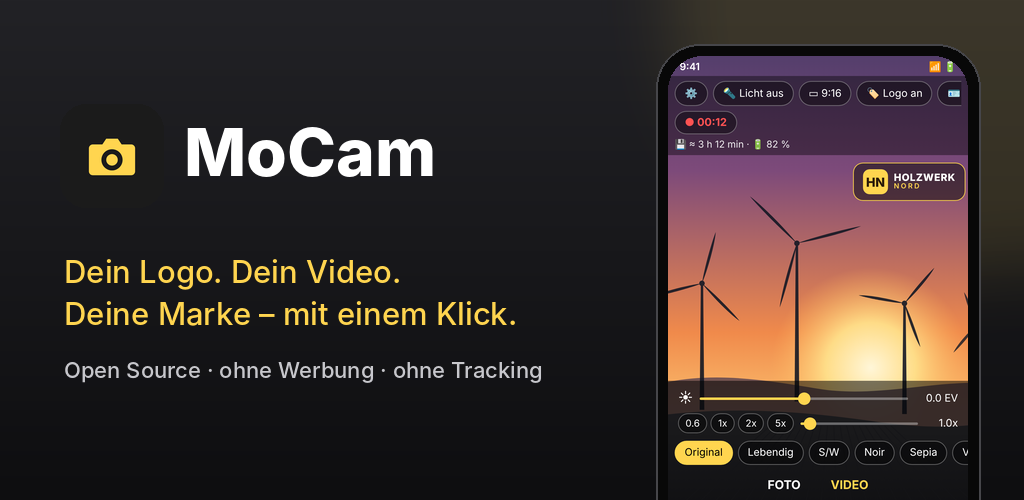 MoCam
Dein Logo. Dein Video.
Deine Marke – mit einem Klick.
Open Source · ohne Werbung · ohne Tracking
9:41
Licht aus
9:16
Logo an
00:12
≈ 3 h 12 min · 82 %
HN HOLZWERK
NORD
0.0 EV
0.6 1x 2x 5x 1.0x
Original Lebendig S/W Noir Sepia
FOTO VIDEO